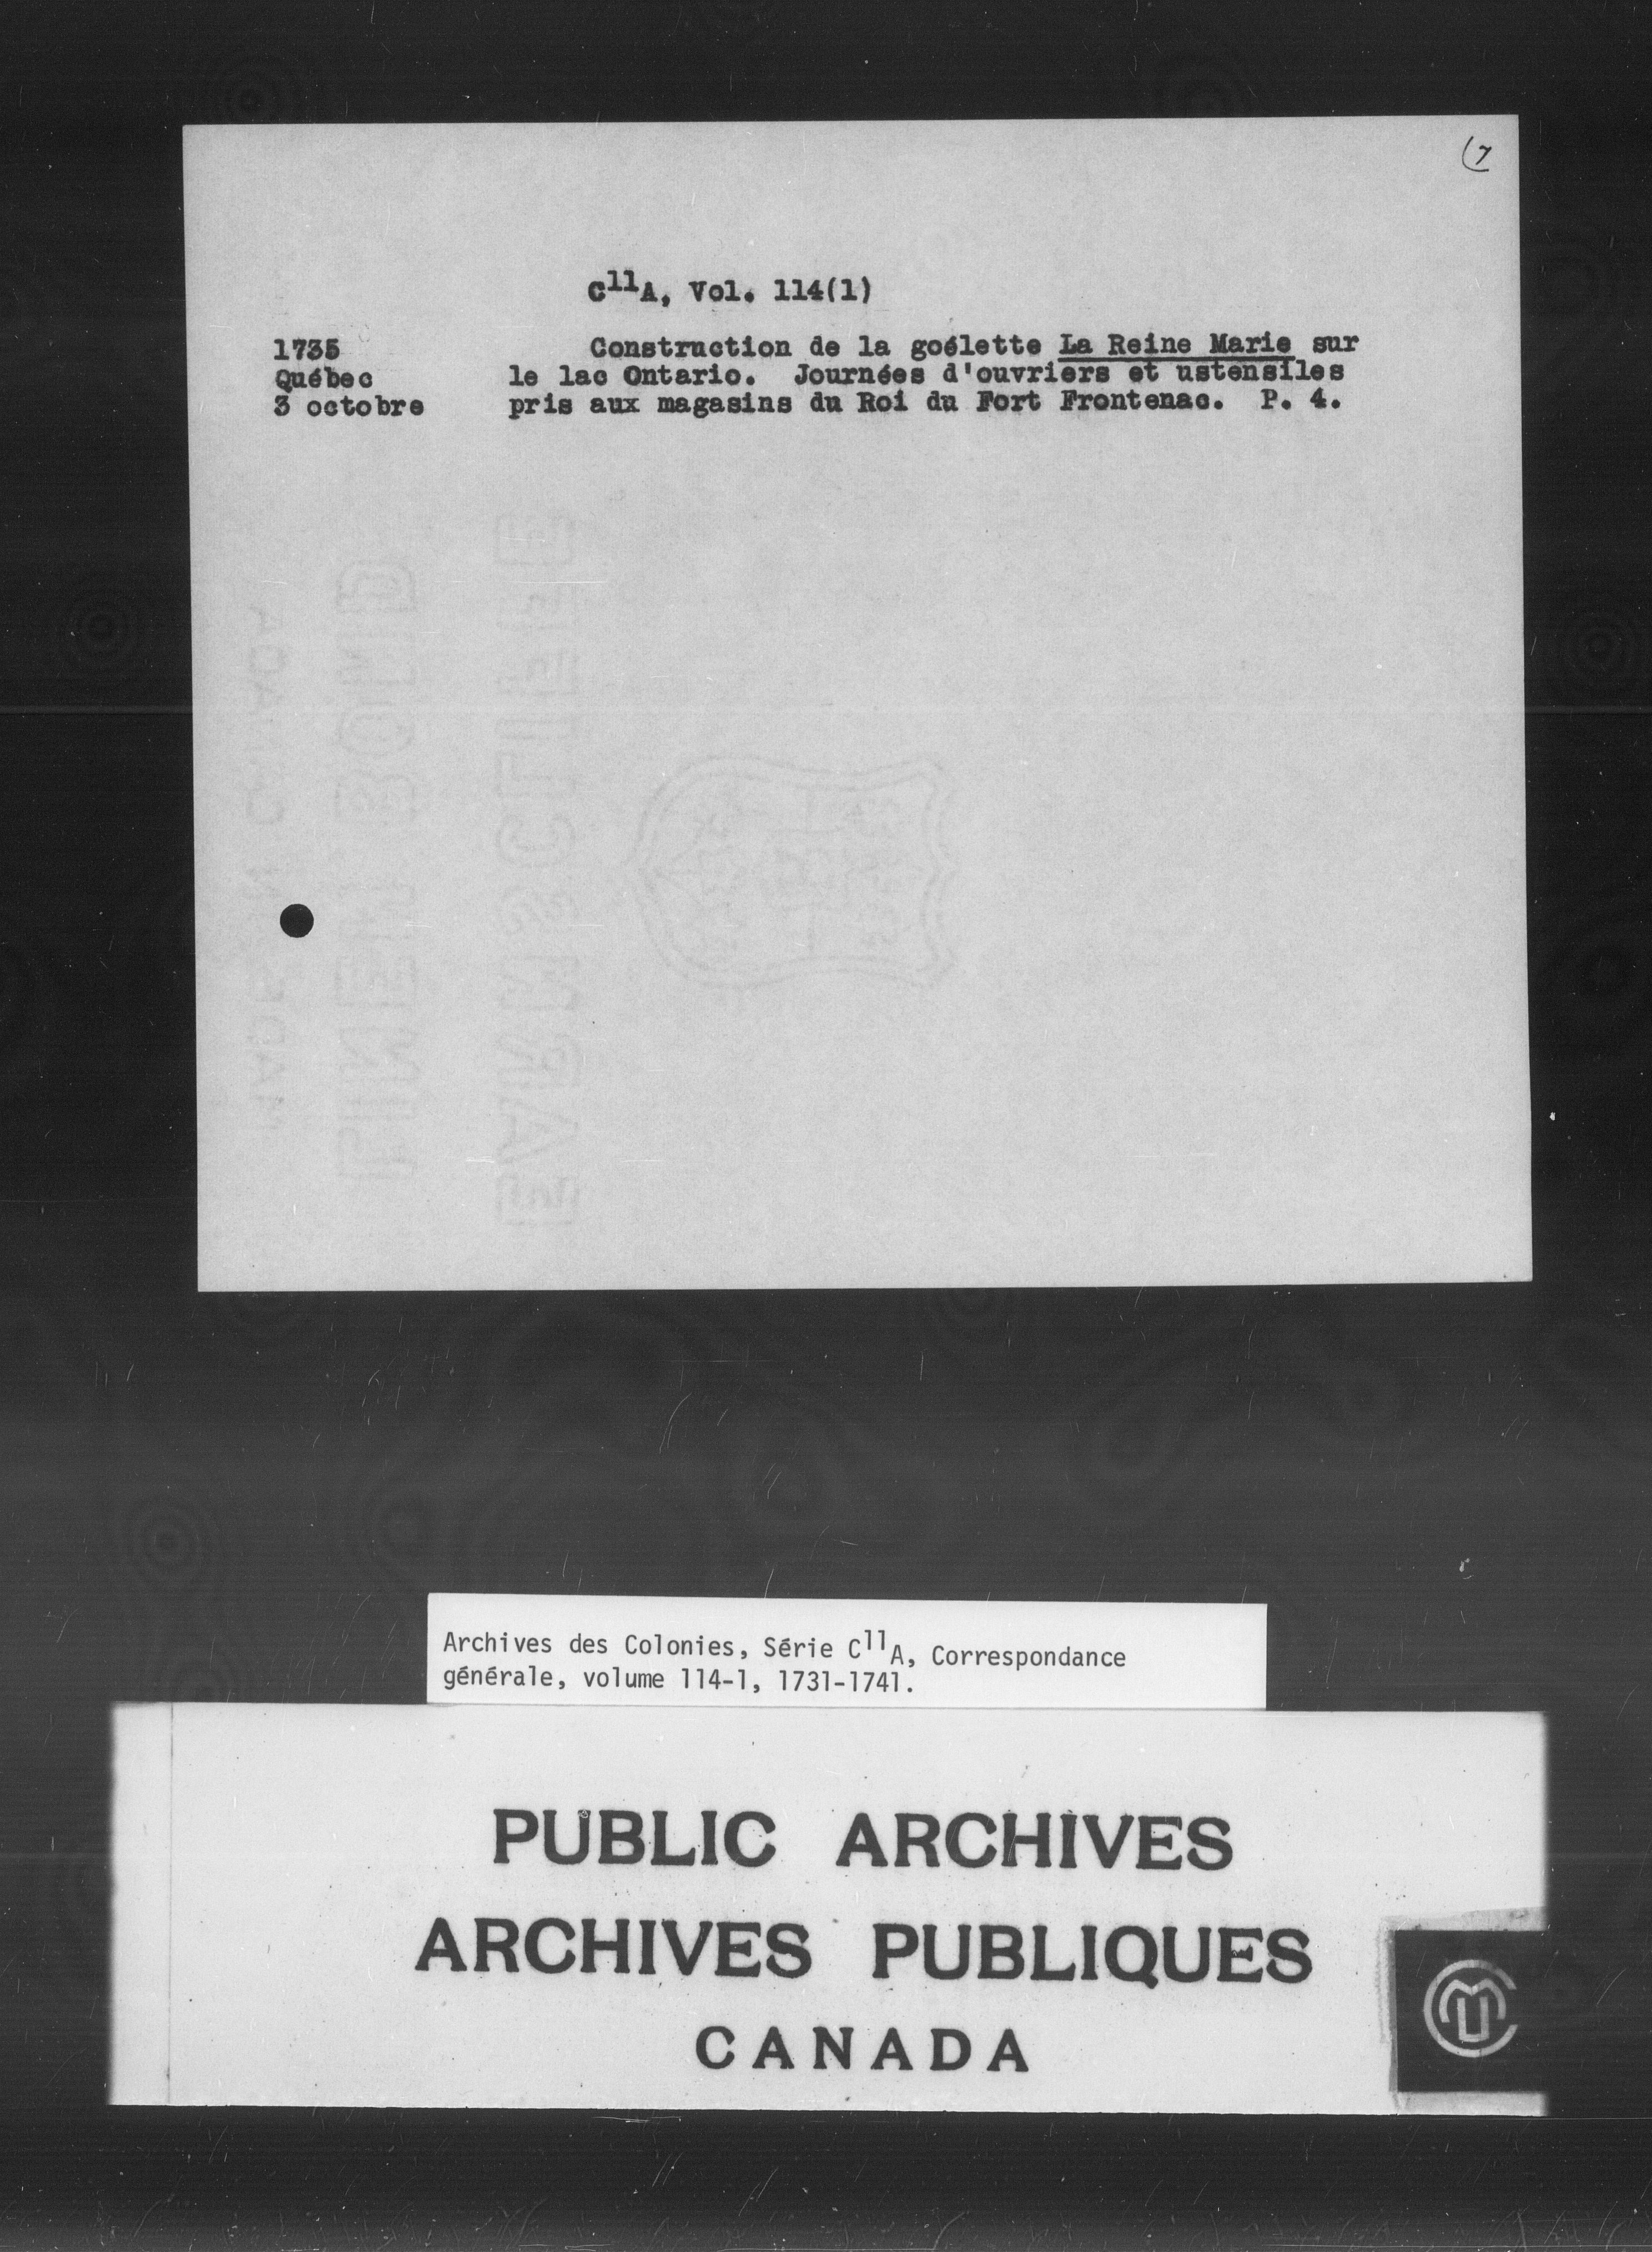 (7
C11A, Vol. 114(1)
1735
Québec
3 octobre
Construction de la goélette La Reine Marie sur
le lac Ontario. Journées d'ouvriers et ustensiles
pris aux magasins du Roi du Fort Frontenac. P. 4.
Archives des Colonies, Série C11A, Correspondance
générale, volume 114-1, 1731-1741.
PUBLIC ARCHIVES
ARCHIVES PUBLIQUES
CANADA